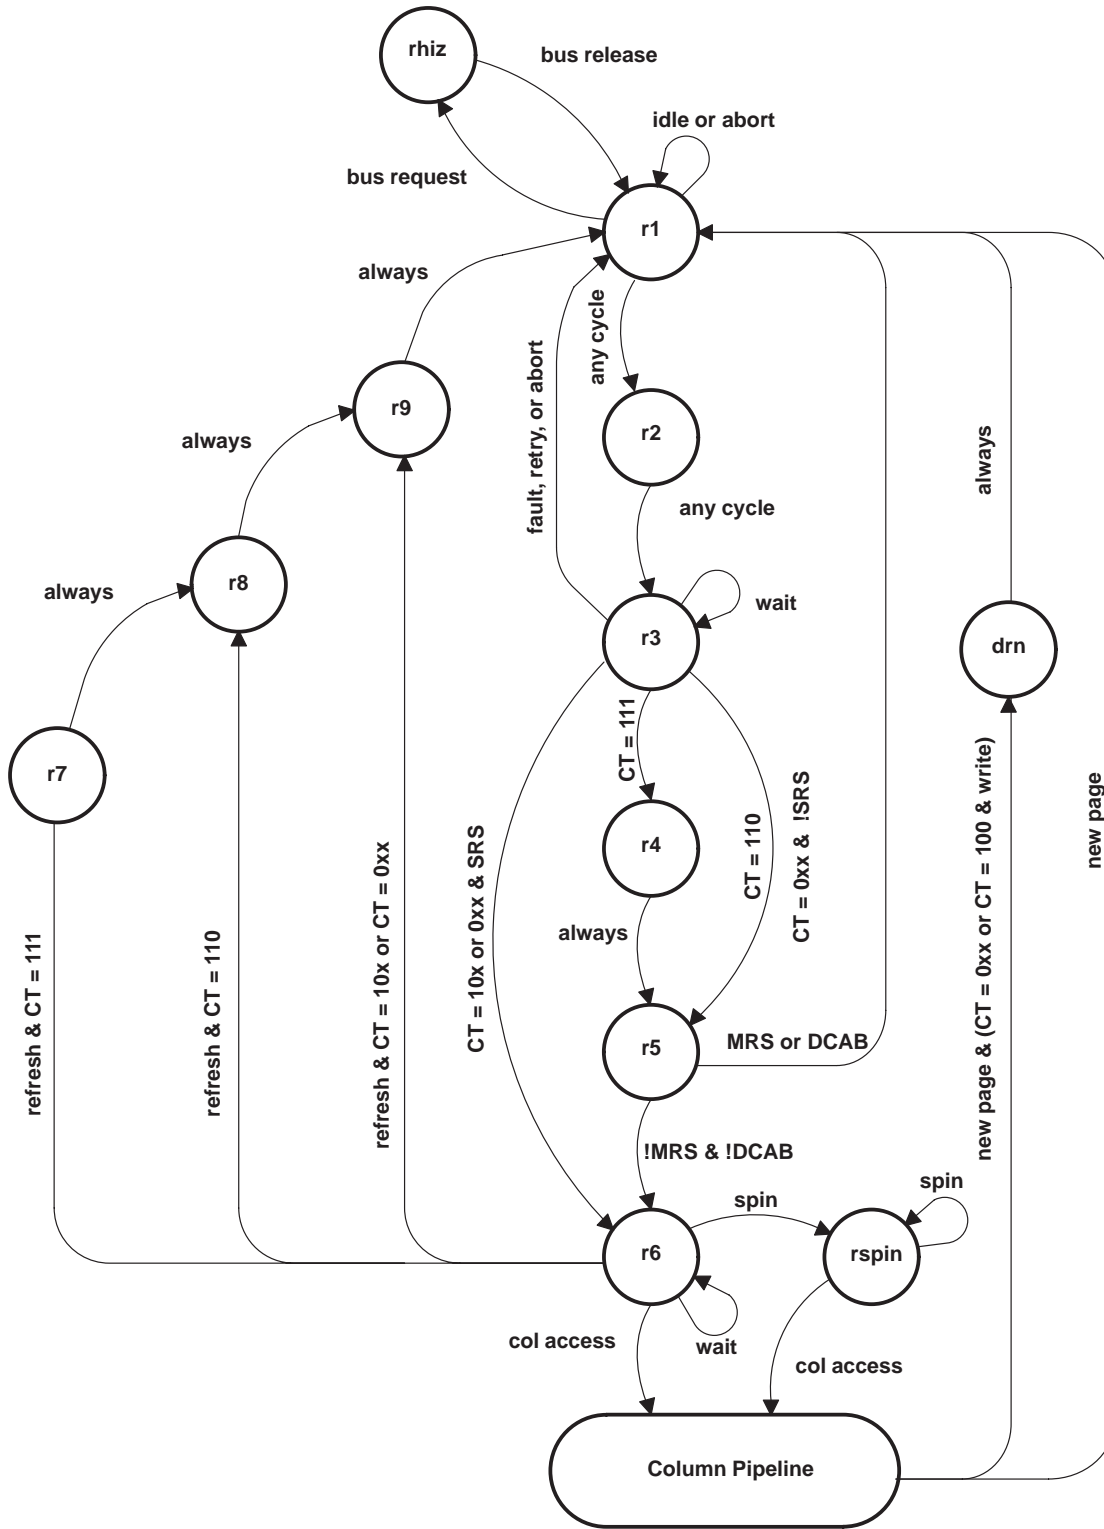 rhiz
bus release
idle or abort
bus request
r1
always
any cycle
fault, retry, or abort
r9
r2
always
always
any cycle
r8
always
wait
r3
drn
CT = 111
r7
CT = 10x or 0xx & SRS
r4
CT = 110
CT = 0xx & !SRS
new page & (CT = 0xx or CT = 100 & write)
new page
refresh & CT = 111
refresh & CT = 110
refresh & CT = 10x or CT = 0xx
always
r5
MRS or DCAB
!MRS & !DCAB
spin
spin
r6
rspin
col access
wait
col access
Column Pipeline